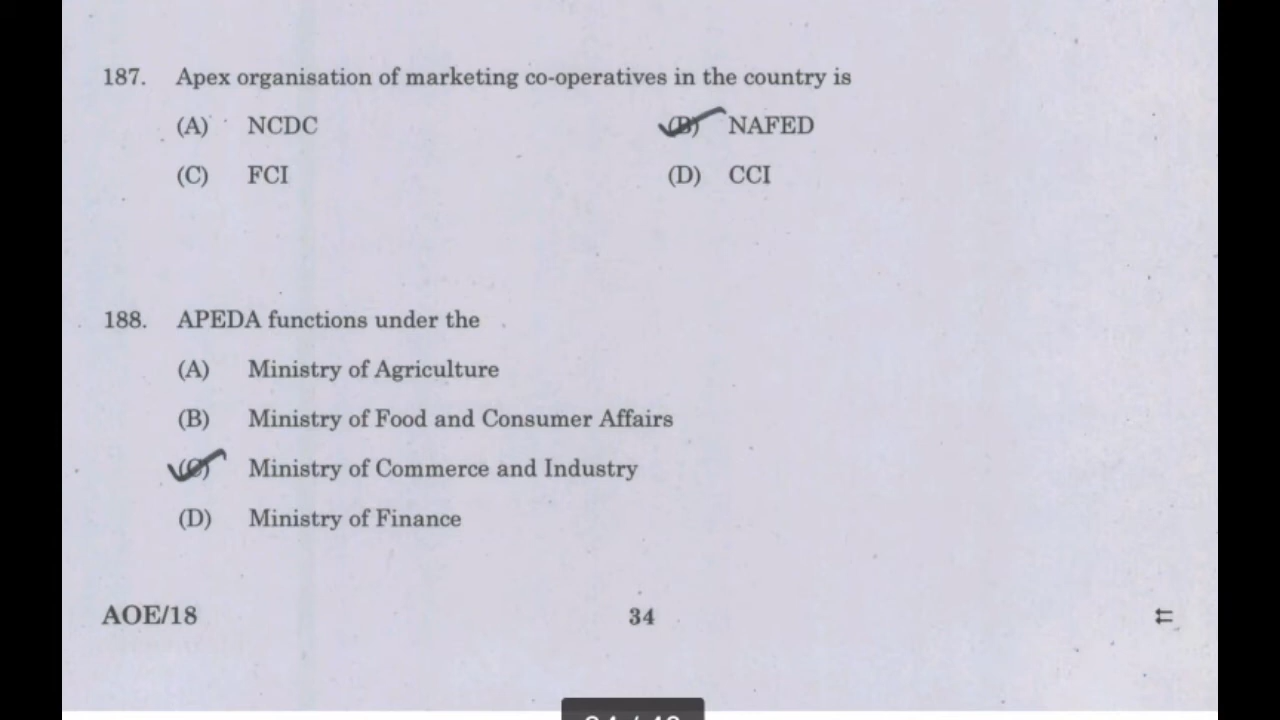 187. Apex organisation of marketing co-operatives in the country is
(A) NCDC (B) NAFED
(C) FCI (D) CCI
188. APEDA functions under the
(A) Ministry of Agriculture
(B) Ministry of Food and Consumer Affairs
(C) Ministry of Commerce and Industry
(D) Ministry of Finance
AOE/18 34